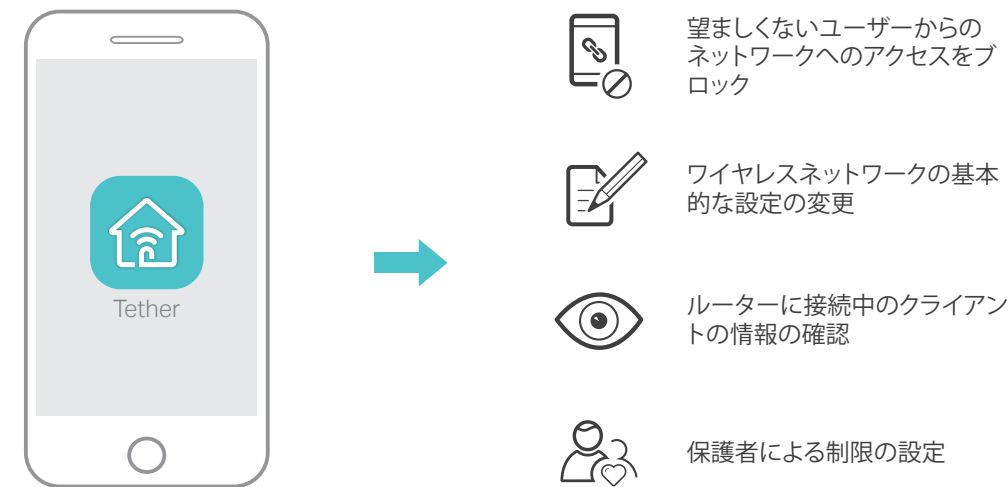 Tether
望ましくないユーザーからの
ネットワークへのアクセスをブ
ロック
ワイヤレスネットワークの基本
的な設定の変更
ルーターに接続中のクライアン
トの情報の確認
保護者による制限の設定